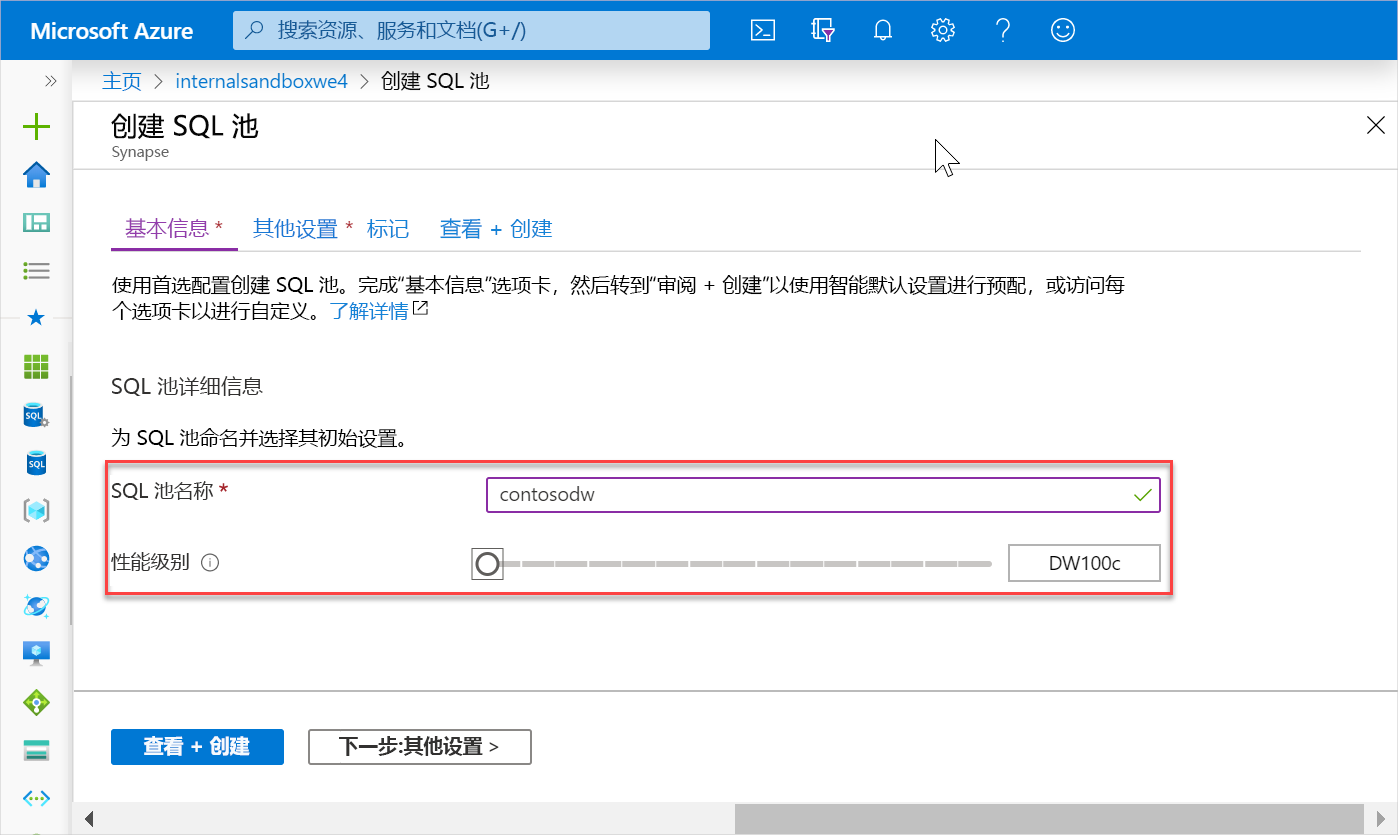 Microsoft Azure
搜索资源、服务和文档(G+/)
主页 > internalsandboxwe4 > 创建 SQL 池
创建 SQL 池
Synapse
基本信息 * 其他设置 * 标记 查看 + 创建
使用首选配置创建 SQL 池。完成“基本信息”选项卡，然后转到“审阅 + 创建”以使用智能默认设置进行预配，或访问每
个选项卡以进行自定义。了解详情
SQL 池详细信息
为 SQL 池命名并选择其初始设置。
SQL 池名称 * contosodw
性能级别 DW100c
查看 + 创建 下一步:其他设置 >
SQL
SQL